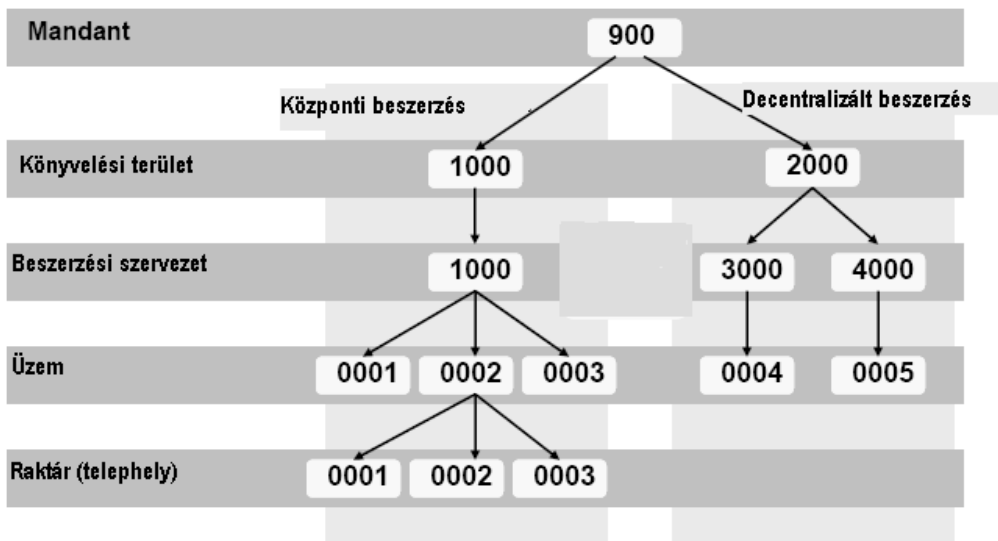 Mandant 900
Központi beszerzés Decentralizált beszerzés
Könyvelési terület 1000 2000
Beszerzési szervezet 1000 3000 4000
Üzem 0001 0002 0003 0004 0005
Raktár (telephely) 0001 0002 0003